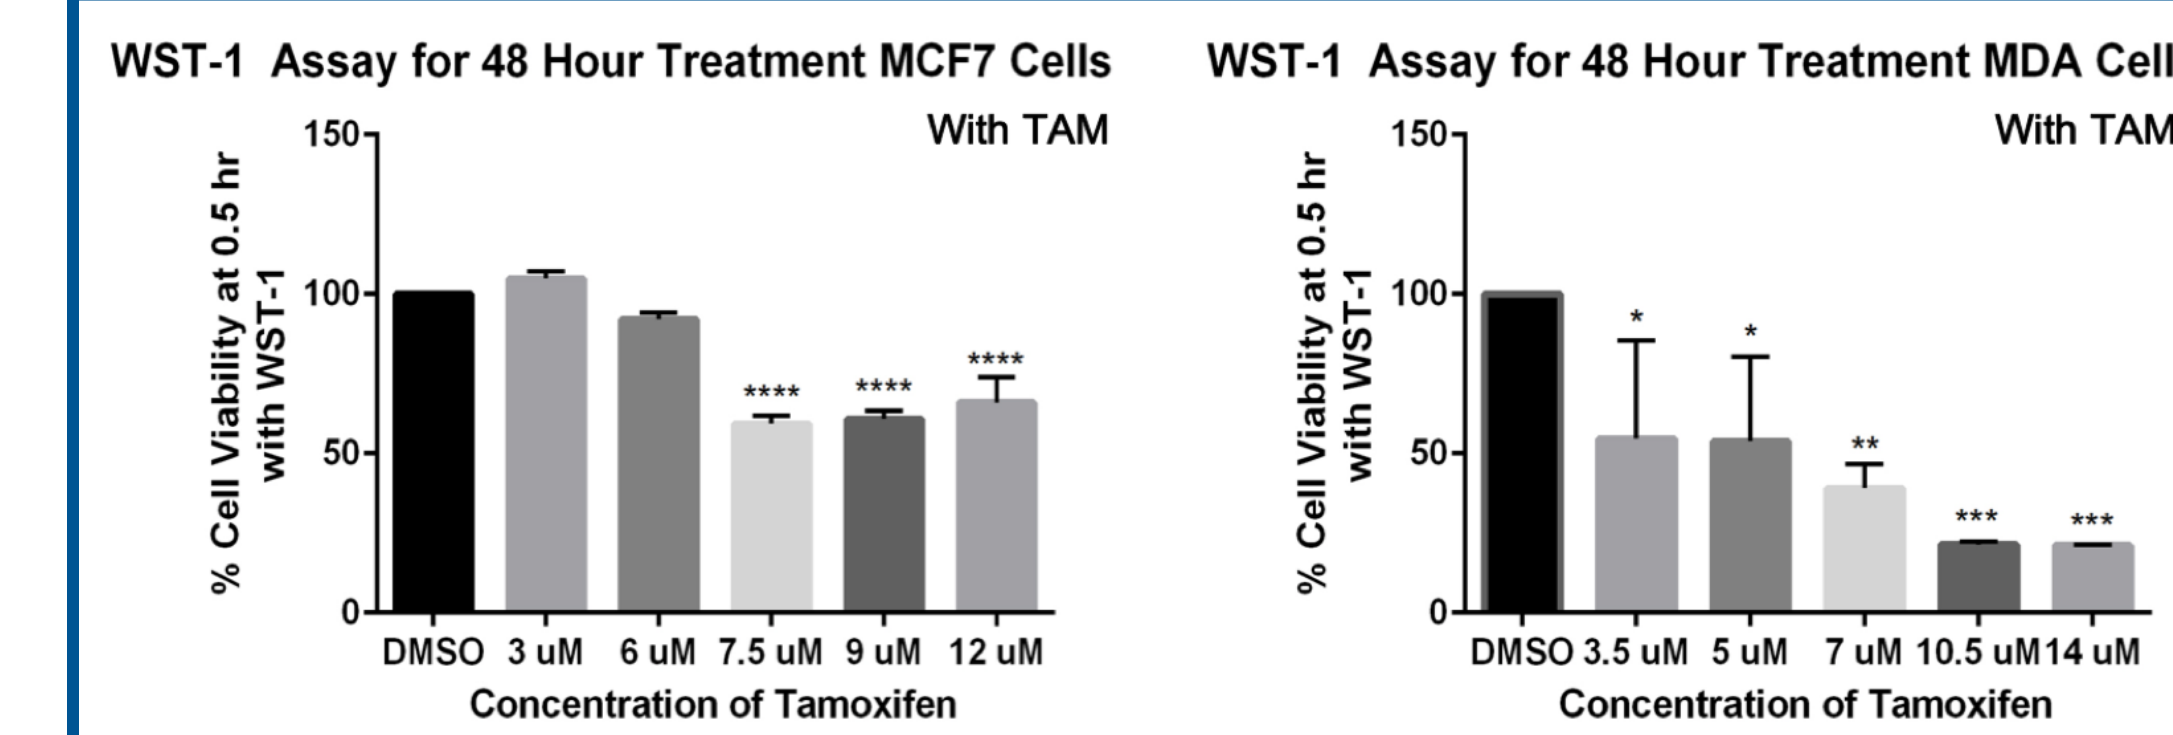 WST-1 Assay for 48 Hour Treatment MCF7 Cells
With TAM
% Cell Viability at 0.5 hr
with WST-1
150
100
50
0
****
****
****
DMSO 3 uM 6 uM 7.5 uM 9 uM 12 uM
Concentration of Tamoxifen
WST-1 Assay for 48 Hour Treatment MDA Cell
With TAM
% Cell Viability at 0.5 hr
with WST-1
150
100
50
0
*
*
**
***
***
DMSO 3.5 uM 5 uM 7 uM 10.5 uM 14 uM
Concentration of Tamoxifen